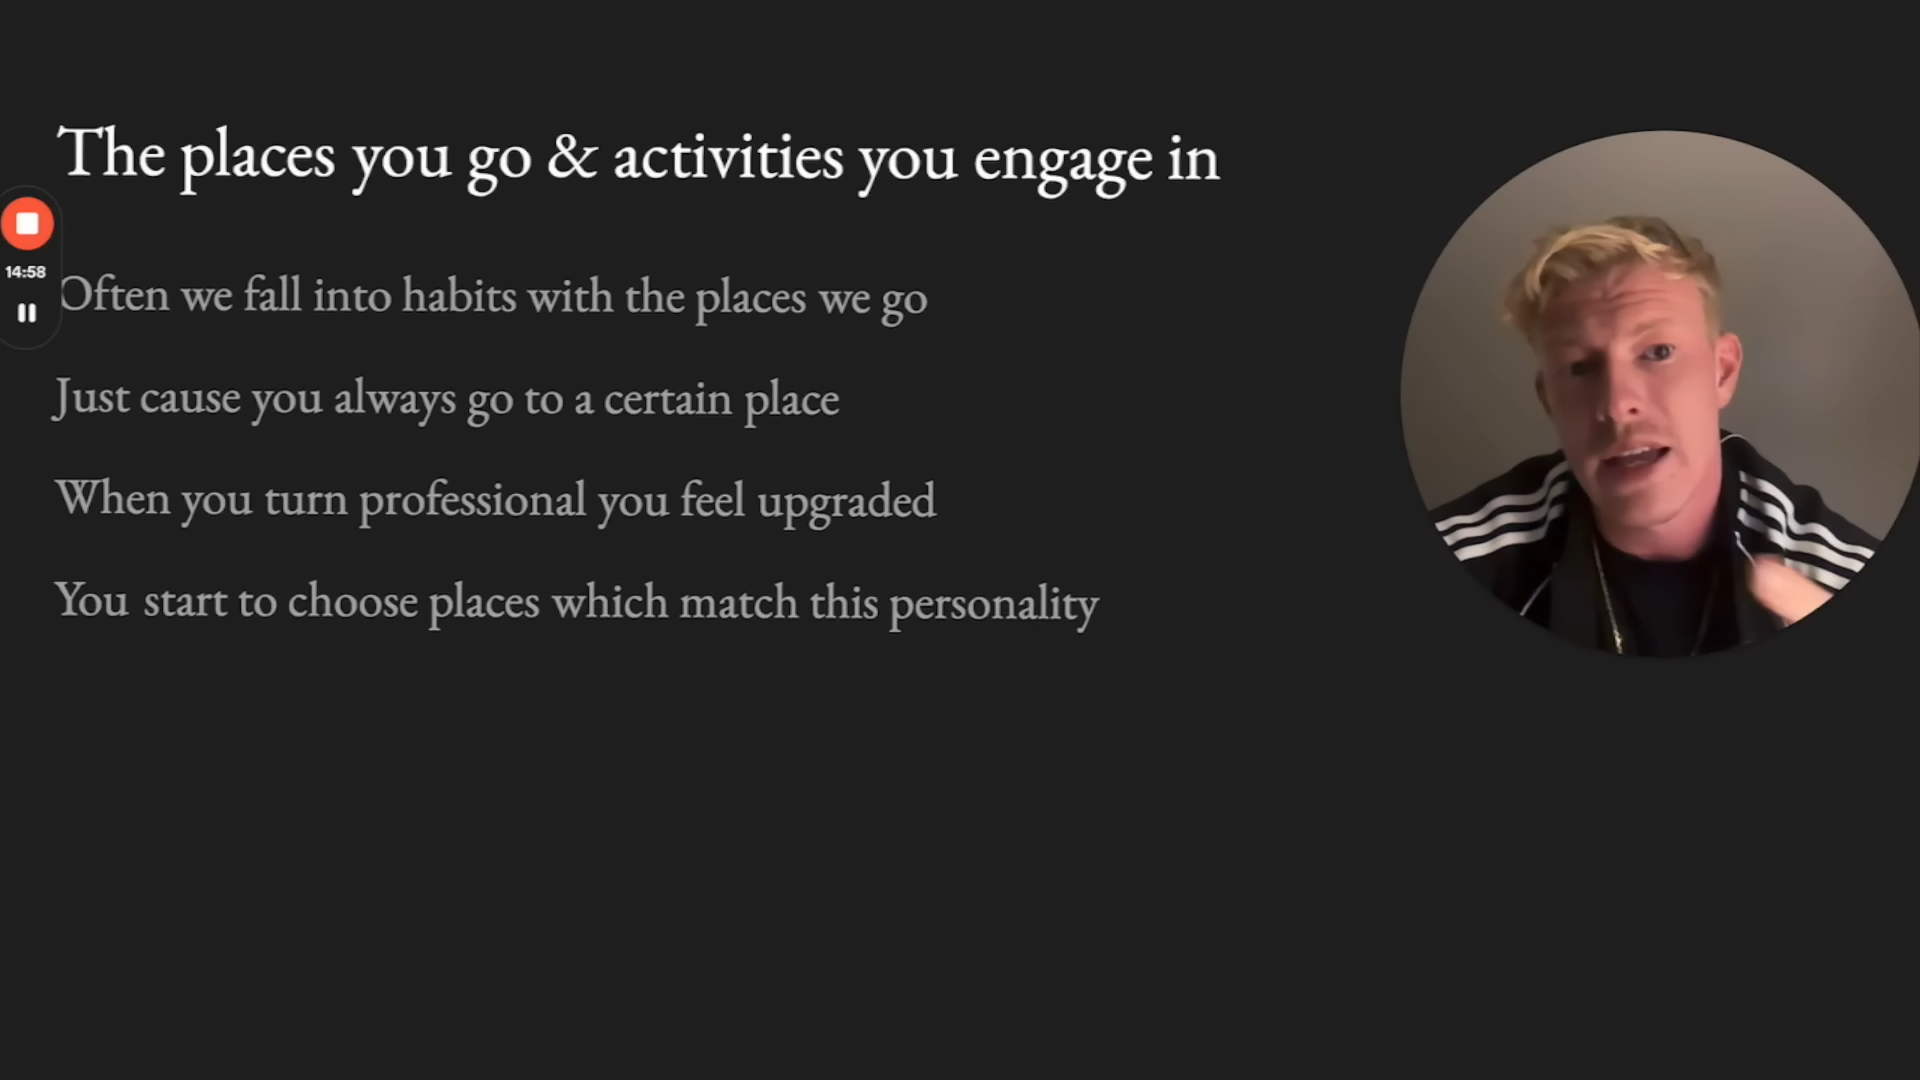 The places you go & activities you engage in
14:58
Often we fall into habits with the places we go
Just cause you always go to a certain place
When you turn professional you feel upgraded
You start to choose places which match this personality